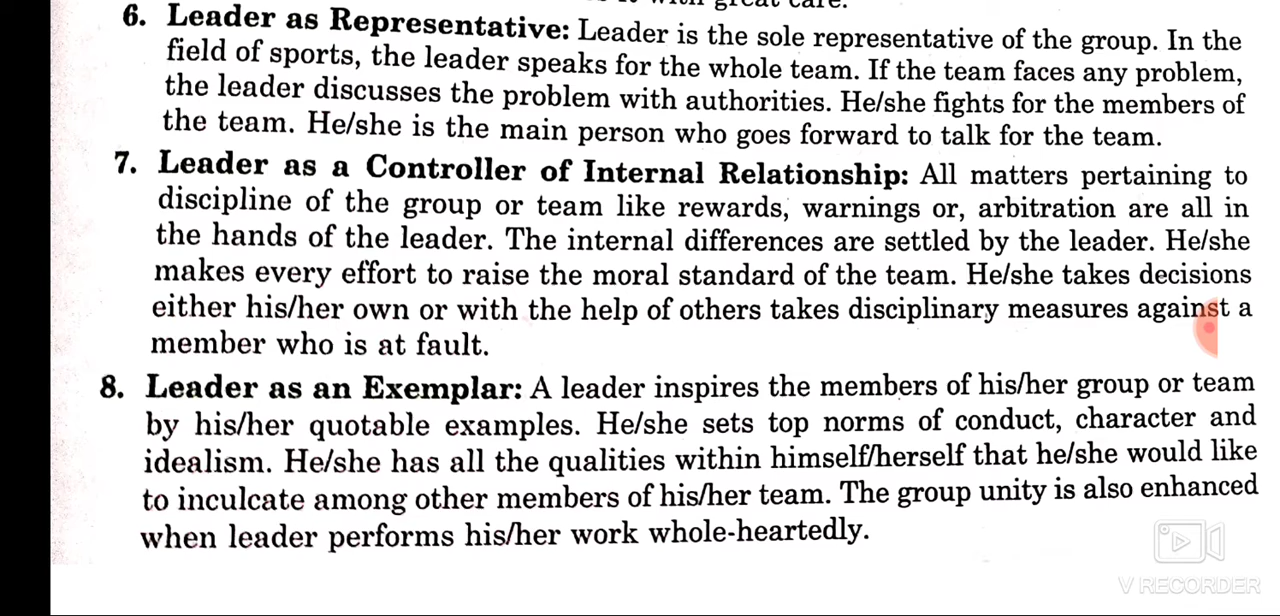 with great care.
6. Leader as Representative: Leader is the sole representative of the group. In the
field of sports, the leader speaks for the whole team. If the team faces any problem,
the leader discusses the problem with authorities. He/she fights for the members of
the team. He/she is the main person who goes forward to talk for the team.
7. Leader as a Controller of Internal Relationship: All matters pertaining to
discipline of the group or team like rewards, warnings or, arbitration are all in
the hands of the leader. The internal differences are settled by the leader. He/she
makes every effort to raise the moral standard of the team. He/she takes decisions
either his/her own or with the help of others takes disciplinary measures against a
member who is at fault.
8. Leader as an Exemplar: A leader inspires the members of his/her group or team
by his/her quotable examples. He/she sets top norms of conduct, character and
idealism. He/she has all the qualities within himself/herself that he/she would like
to inculcate among other members of his/her team. The group unity is also enhanced
when leader performs his/her work whole-heartedly.
V RECORDER